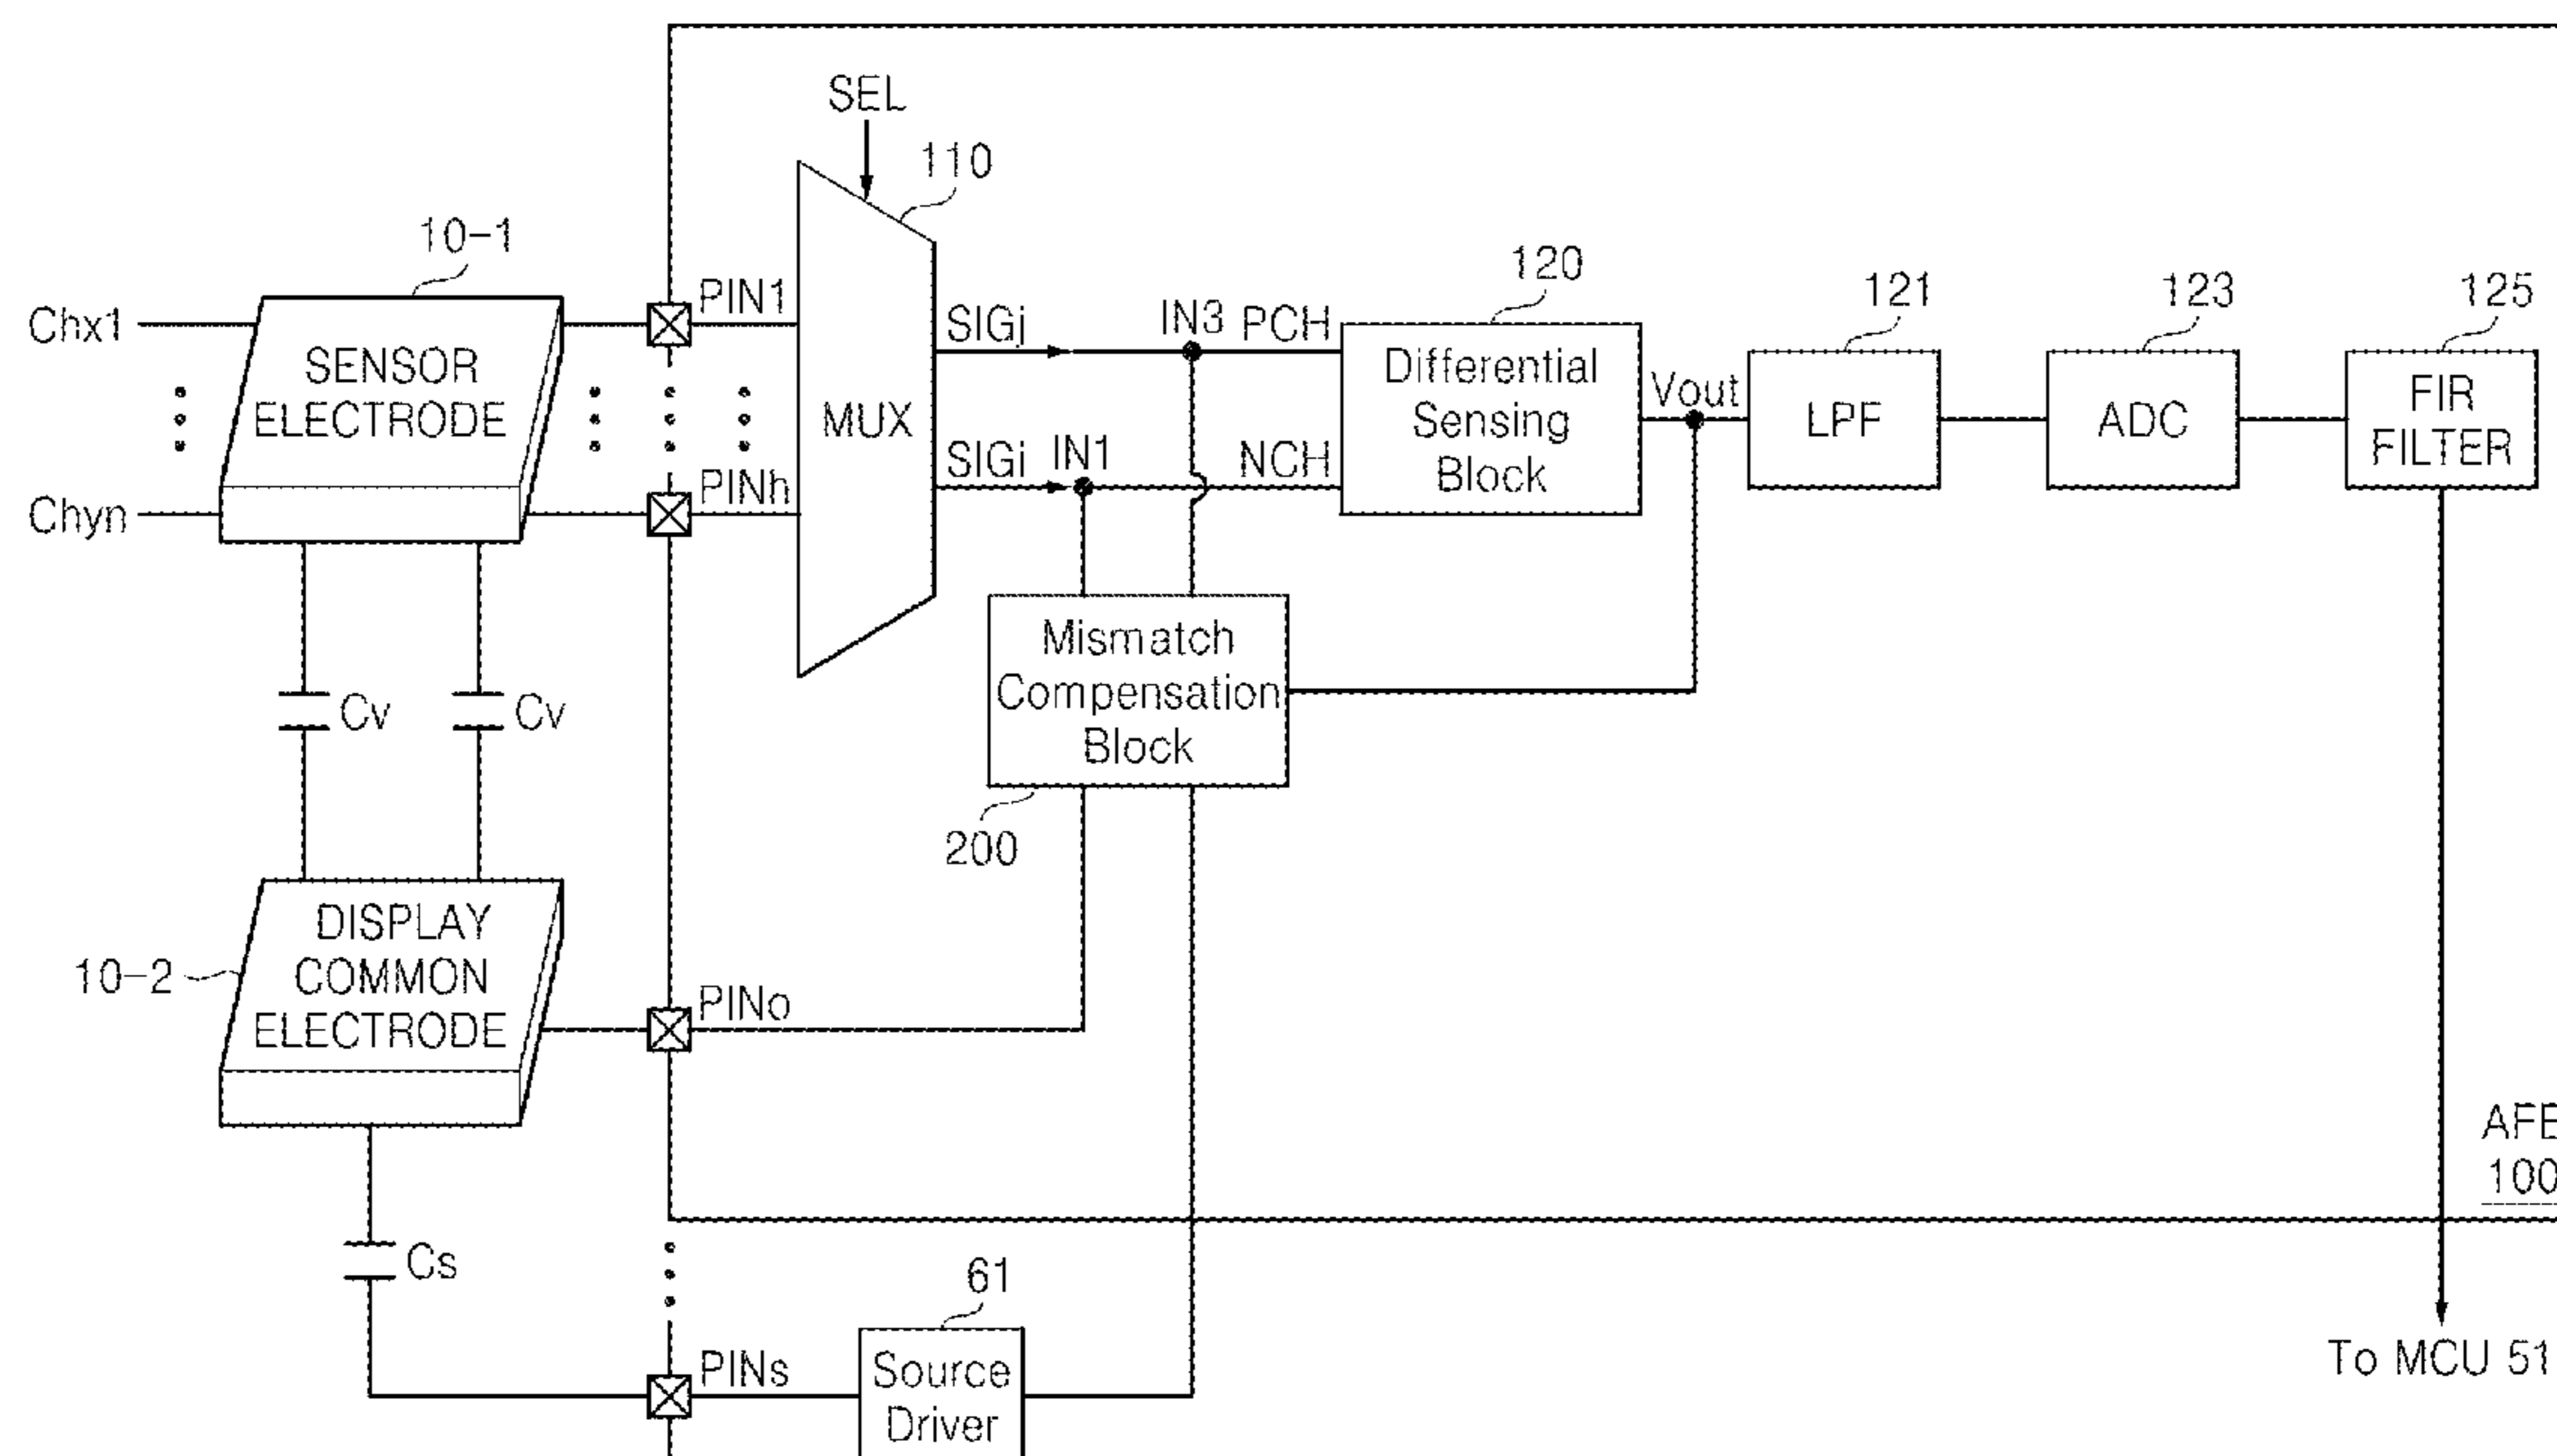 SEL
110
10-1
Chx1
SENSOR
ELECTRODE
Chyn
PIN1
PINh
MUX
SIGj
IN3
PCH
SIGi
IN1
NCH
120
Differential
Sensing
Block
Vout
121
LPF
123
ADC
125
FIR
FILTER
Mismatch
Compensation
Block
200
Cv
Cv
10-2
DISPLAY
COMMON
ELECTRODE
PINo
AFE
100
Cs
61
PINs
Source
Driver
To MCU 51